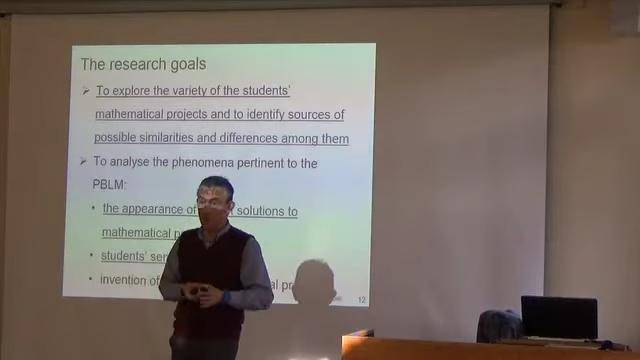 The research goals
To explore the variety of the students'
mathematical projects and to identify sources of
possible similarities and differences among them
To analyse the phenomena pertinent to the
PBLM:
the appearance of solutions to
mathematical
students'
invention of
12